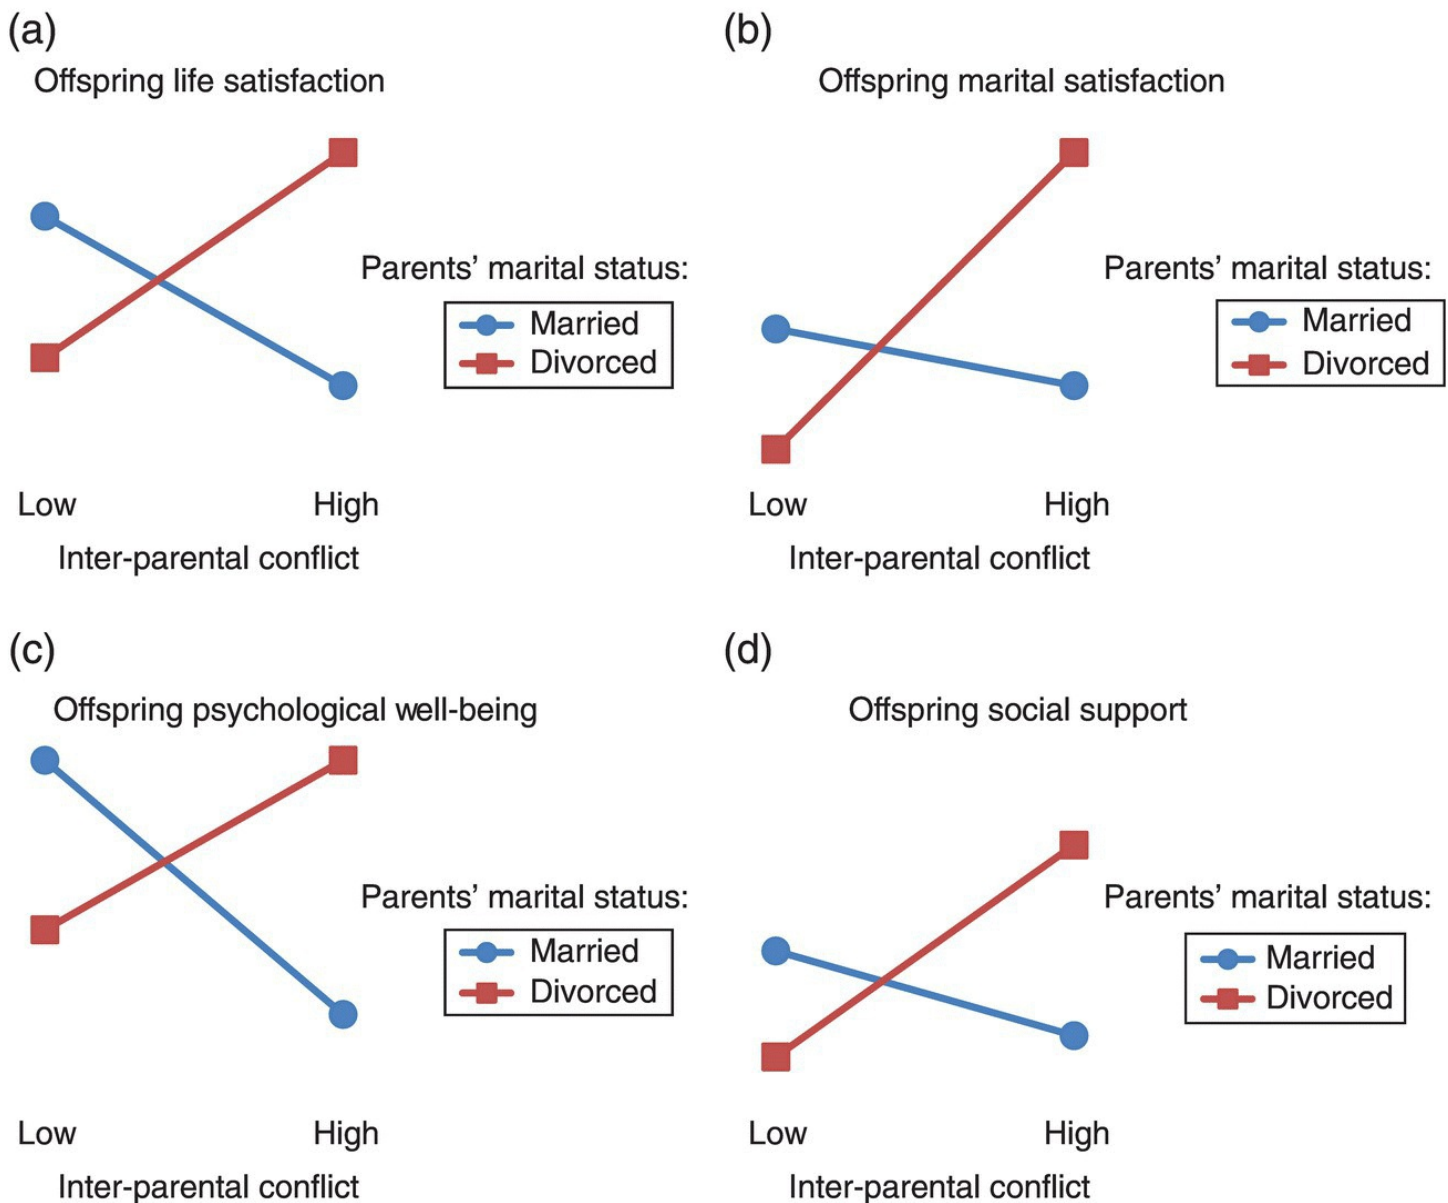 (a)
Offspring life satisfaction
Parents’ marital status:
Married
Divorced
Low
High
Inter-parental conflict
(b)
Offspring marital satisfaction
Parents’ marital status:
Married
Divorced
Low
High
Inter-parental conflict
(c)
Offspring psychological well-being
Parents’ marital status:
Married
Divorced
Low
High
Inter-parental conflict
(d)
Offspring social support
Parents’ marital status:
Married
Divorced
Low
High
Inter-parental conflict